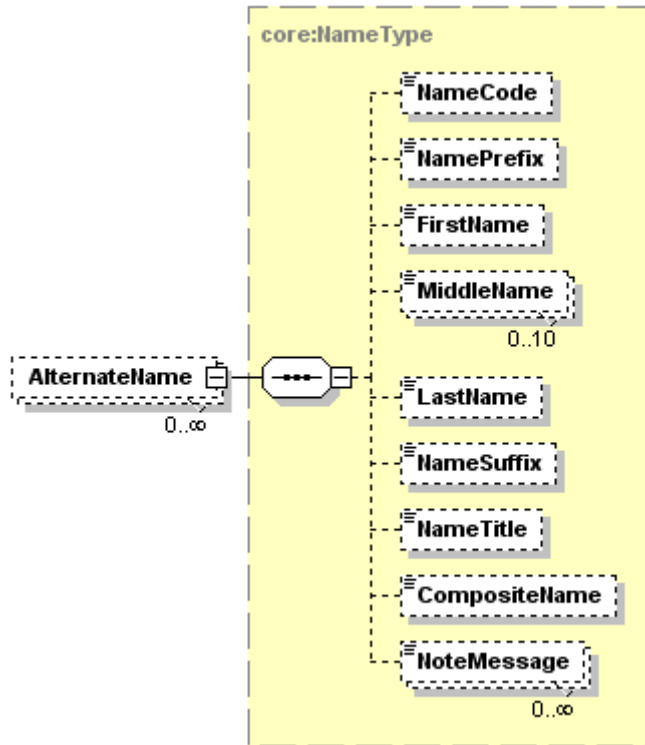 core:NameType
NameCode
NamePrefix
FirstName
MiddleName
0..10
AlternateName
0..∞
LastName
NameSuffix
NameTitle
CompositeName
NoteMessage
0..∞